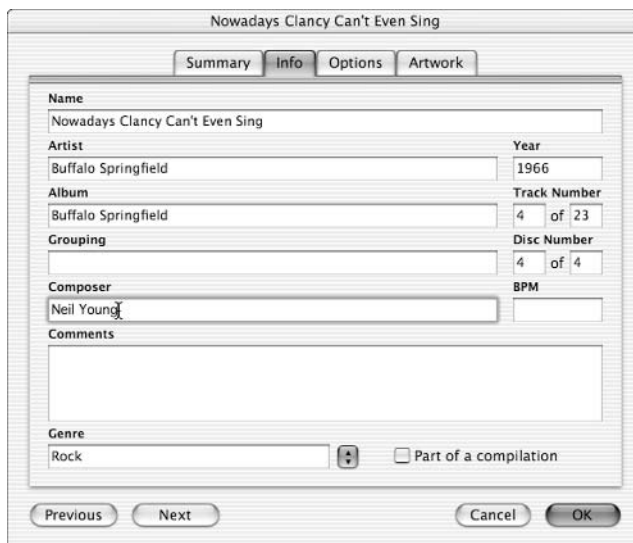 Nowadays Clancy Can't Even Sing
Summary Info Options Artwork
Name
Nowadays Clancy Can't Even Sing
Artist Year
Buffalo Springfield 1966
Album Track Number
Buffalo Springfield 4 of 23
Grouping Disc Number
4 of 4
Composer BPM
Neil Young
Comments
Genre
Rock Part of a compilation
Previous Next Cancel OK